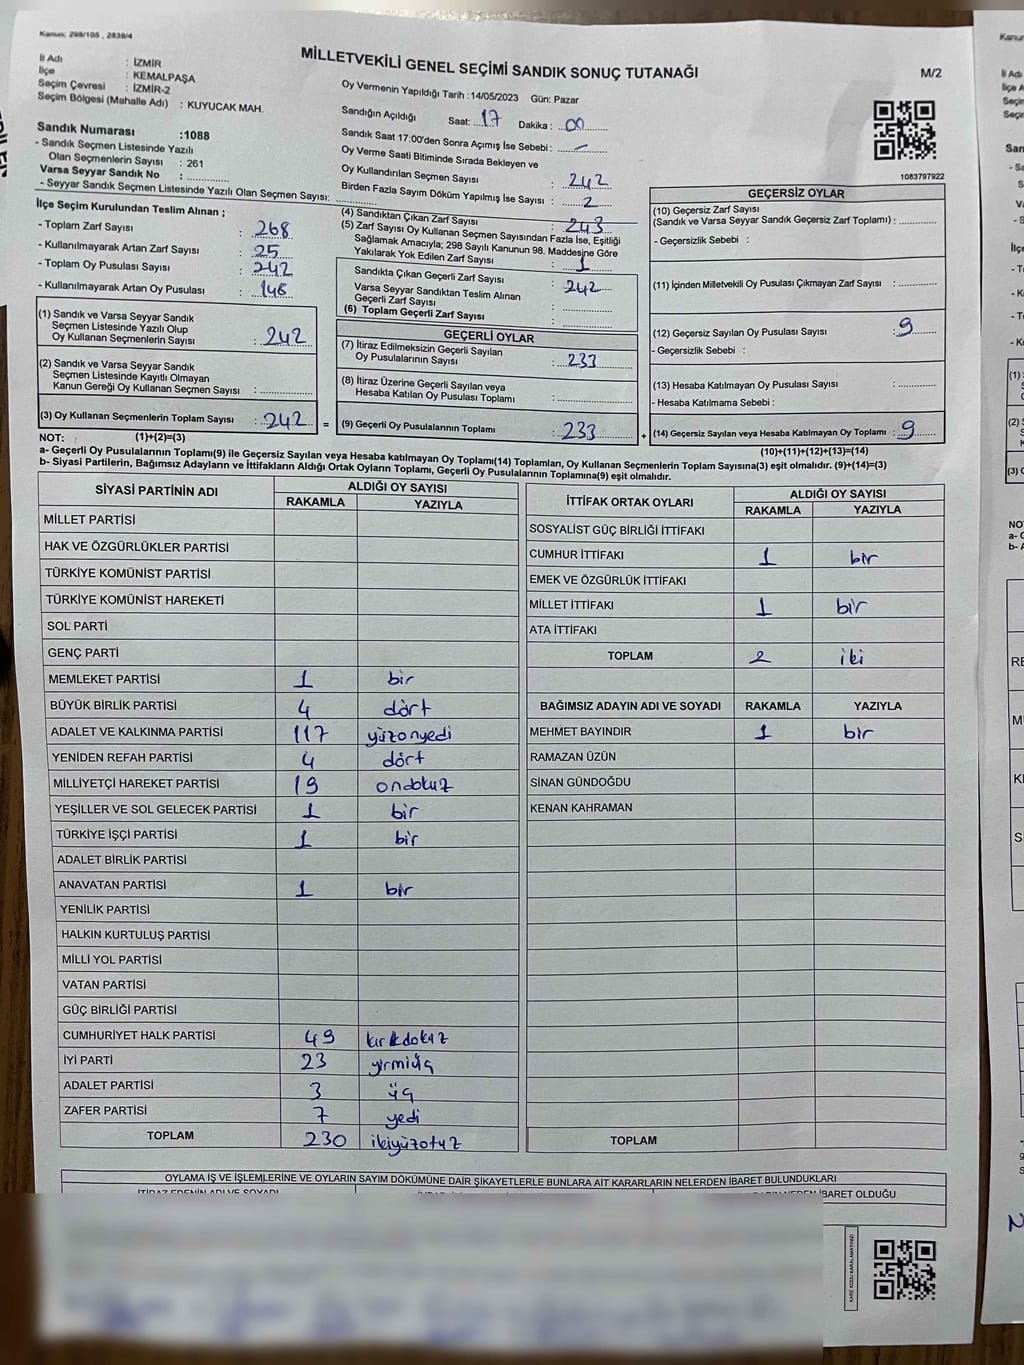 Kanun: 298/105 , 2839/4
MİLLETVEKİLİ GENEL SEÇİMİ SANDIK SONUÇ TUTANAĞI
M/2
İl Adı : İZMİR
İlçe : KEMALPAŞA
Seçim Çevresi : İZMİR-2
Seçim Bölgesi (Mahalle Adı) : KUYUCAK MAH.
Sandık Numarası :1088
- Sandık Seçmen Listesinde Yazılı
Olan Seçmenlerin Sayısı : 261
Varsa Seyyar Sandık No :
- Seyyar Sandık Seçmen Listesinde Yazılı Olan Seçmen Sayısı:
Oy Vermenin Yapıldığı Tarih :14/05/2023 Gün: Pazar
Sandığın Açıldığı Saat: 17 Dakika : 00
Sandık Saat 17:00'den Sonra Açımış İse Sebebi : -
Oy Verme Saati Bitiminde Sırada Bekleyen ve
Oy Kullandırılan Seçmen Sayısı : 242
Birden Fazla Sayım Döküm Yapılmış İse Sayısı : 2
1083797922
İlçe Seçim Kurulundan Teslim Alınan ;
- Toplam Zarf Sayısı : 268
- Kullanılmayarak Artan Zarf Sayısı : 25
- Toplam Oy Pusulası Sayısı : 242
- Kullanılmayarak Artan Oy Pusulası : 146
(1) Sandık ve Varsa Seyyar Sandık
Seçmen Listesinde Yazılı Olup
Oy Kullanan Seçmenlerin Sayısı : 242
(2) Sandık ve Varsa Seyyar Sandık
Seçmen Listesinde Kayıtlı Olmayan
Kanun Gereği Oy Kullanan Seçmen Sayısı :
(3) Oy Kullanan Seçmenlerin Toplam Sayısı : 242 =
(4) Sandıktan Çıkan Zarf Sayısı : 243
(5) Zarf Sayısı Oy Kullanan Seçmen Sayısından Fazla İse, Eşitliği
Sağlamak Amacıyla; 298 Sayılı Kanunun 98. Maddesine Göre
Yakılarak Yok Edilen Zarf Sayısı : 1
Sandıkta Çıkan Geçerli Zarf Sayısı : 242
Varsa Seyyar Sandıktan Teslim Alınan
Geçerli Zarf Sayısı :
(6) Toplam Geçerli Zarf Sayısı :
GEÇERLİ OYLAR
(7) İtiraz Edilmeksizin Geçerli Sayılan
Oy Pusulalarının Sayısı : 233
(8) İtiraz Üzerine Geçerli Sayılan veya
Hesaba Katılan Oy Pusulası Toplamı :
(9) Geçerli Oy Pusulalarının Toplamı : 233 +
GEÇERSİZ OYLAR
(10) Geçersiz Zarf Sayısı
(Sandık ve Varsa Seyyar Sandık Geçersiz Zarf Toplamı) :
- Geçersizlik Sebebi :
(11) İçinden Milletvekili Oy Pusulası Çıkmayan Zarf Sayısı :
(12) Geçersiz Sayılan Oy Pusulası Sayısı : 9
- Geçersizlik Sebebi :
(13) Hesaba Katılmayan Oy Pusulası Sayısı :
- Hesaba Katılmama Sebebi :
(14) Geçersiz Sayılan veya Hesaba Katılmayan Oy Toplamı : 9
NOT: (1)+(2)=(3) (10)+(11)+(12)+(13)=(14)
a- Geçerli Oy Pusulalarının Toplamı(9) ile Geçersiz Sayılan veya Hesaba katılmayan Oy Toplamı(14) Toplamları, Oy Kullanan Seçmenlerin Toplam Sayısına(3) eşit olmalıdır. (9)+(14)=(3)
b- Siyasi Partilerin, Bağımsız Adayların ve İttifakların Aldığı Ortak Oyların Toplamı, Geçerli Oy Pusulalarının Toplamına(9) eşit olmalıdır.
SİYASİ PARTİNİN ADI ALDIĞI OY SAYISI
RAKAMLA YAZIYLA
MİLLET PARTİSİ
HAK VE ÖZGÜRLÜKLER PARTİSİ
TÜRKİYE KOMÜNİST PARTİSİ
TÜRKİYE KOMÜNİST HAREKETİ
SOL PARTİ
GENÇ PARTİ
MEMLEKET PARTİSİ 1 bir
BÜYÜK BİRLİK PARTİSİ 4 dört
ADALET VE KALKINMA PARTİSİ 117 yüzonyedi
YENİDEN REFAH PARTİSİ 4 dört
MİLLİYETÇİ HAREKET PARTİSİ 19 ondokuz
YEŞİLLER VE SOL GELECEK PARTİSİ 1 bir
TÜRKİYE İŞÇİ PARTİSİ 1 bir
ADALET BİRLİK PARTİSİ
ANAVATAN PARTİSİ 1 bir
YENİLİK PARTİSİ
HALKIN KURTULUŞ PARTİSİ
MİLLİ YOL PARTİSİ
VATAN PARTİSİ
GÜÇ BİRLİĞİ PARTİSİ
CUMHURİYET HALK PARTİSİ 49 kırkdokuz
İYİ PARTİ 23 yirmiüç
ADALET PARTİSİ 3 üç
ZAFER PARTİSİ 7 yedi
TOPLAM 230 ikiyüzotuz
İTTİFAK ORTAK OYLARI ALDIĞI OY SAYISI
RAKAMLA YAZIYLA
SOSYALİST GÜÇ BİRLİĞİ İTTİFAKI
CUMHUR İTTİFAKI 1 bir
EMEK VE ÖZGÜRLÜK İTTİFAKI
MİLLET İTTİFAKI 1 bir
ATA İTTİFAKI
TOPLAM 2 iki
BAĞIMSIZ ADAYIN ADI VE SOYADI RAKAMLA YAZIYLA
MEHMET BAYINDIR 1 bir
RAMAZAN ÜZÜN
SİNAN GÜNDOĞDU
KENAN KAHRAMAN
TOPLAM
OYLAMA İŞ VE İŞLEMLERİNE VE OYLARIN SAYIM DÖKÜMÜNE DAİR ŞİKAYETLERLE BUNLARA AİT KARARLARIN NELERDEN İBARET BULUNDUKLARI
İTİRAZ EDENİN ADI VE SOYADI
İBARET OLDUĞU
KARE KODU KARALAMAYINIZ!